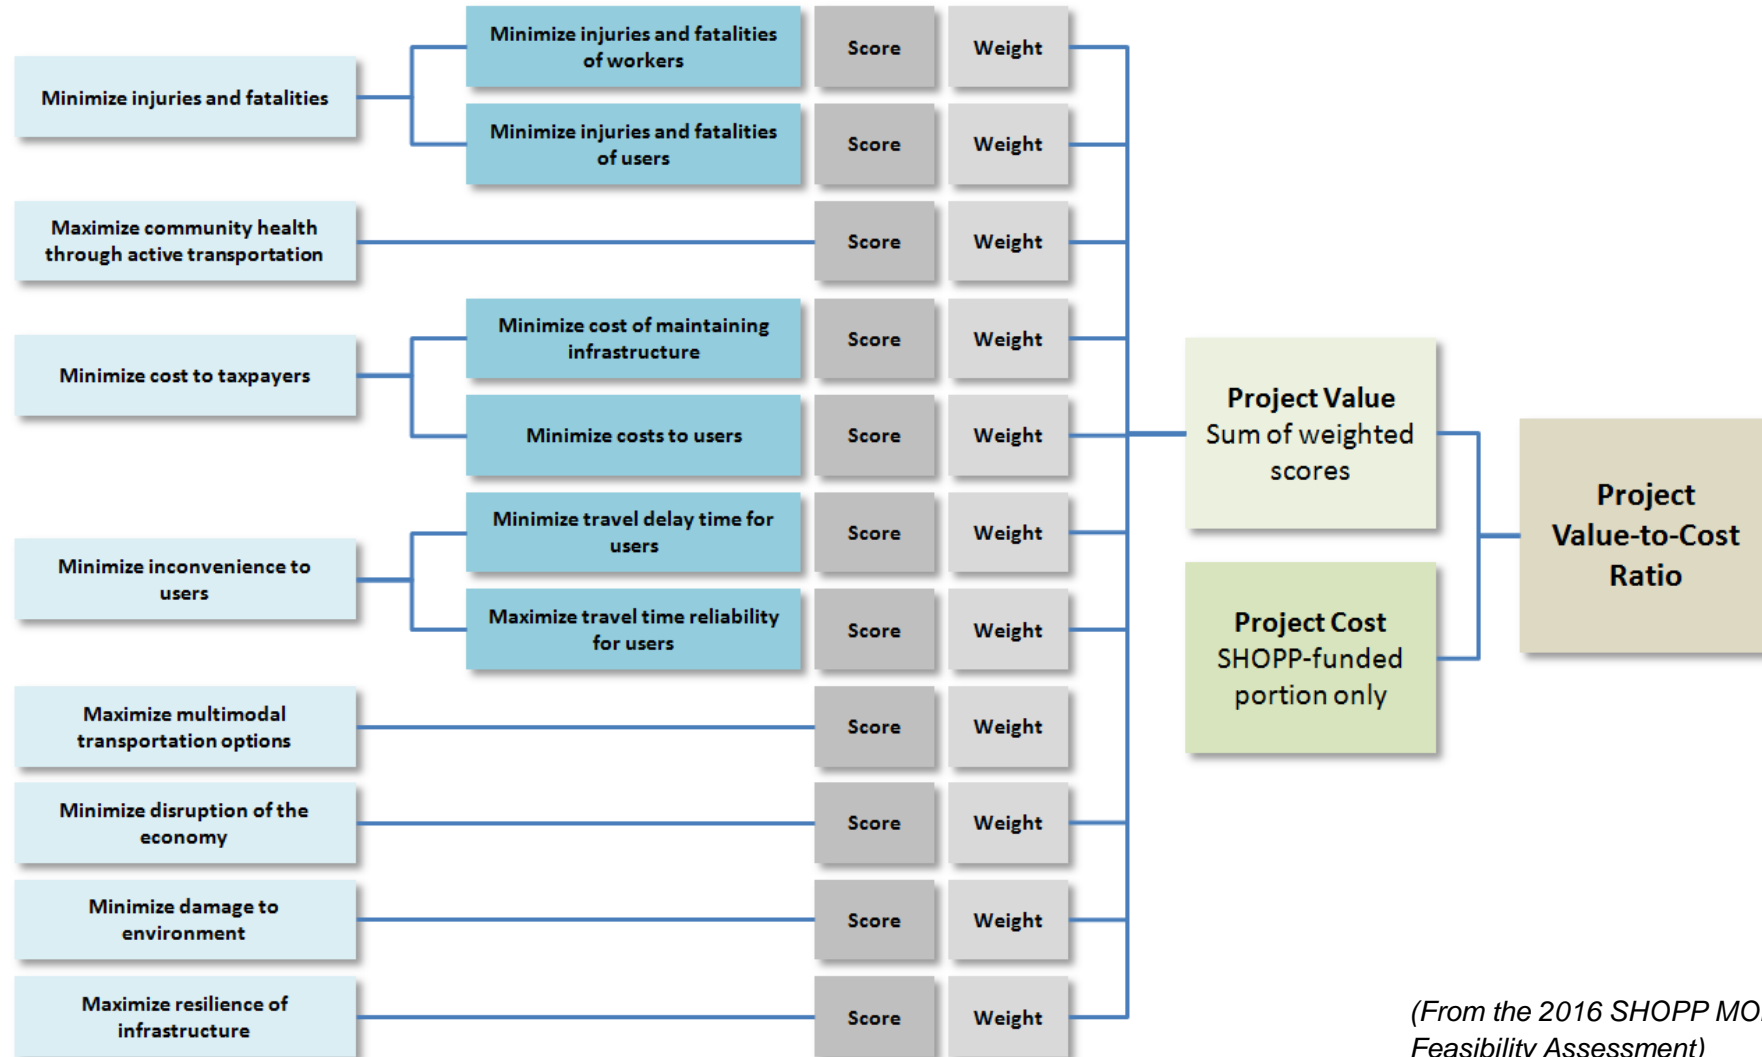 Minimize injuries and fatalities
Minimize injuries and fatalities
of workers
Score
Weight
Minimize injuries and fatalities
of users
Score
Weight
Maximize community health
through active transportation
Score
Weight
Minimize cost to taxpayers
Minimize cost of maintaining
infrastructure
Score
Weight
Minimize costs to users
Score
Weight
Minimize inconvenience to
users
Minimize travel delay time for
users
Score
Weight
Maximize travel time reliability
for users
Score
Weight
Maximize multimodal
transportation options
Score
Weight
Minimize disruption of the
economy
Score
Weight
Minimize damage to
environment
Score
Weight
Maximize resilience of
infrastructure
Score
Weight
Project Value
Sum of weighted
scores
Project Cost
SHOPP-funded
portion only
Project
Value-to-Cost
Ratio
(From the 2016 SHOPP
Feasibility Assessment)